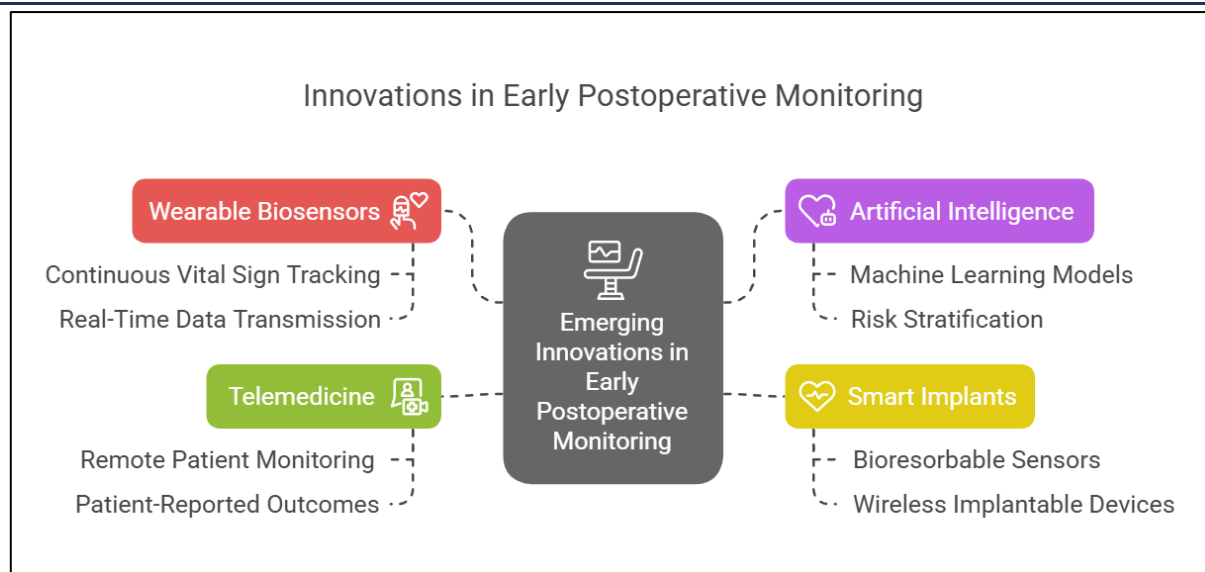 Innovations in Early Postoperative Monitoring
Wearable Biosensors
Continuous Vital Sign Tracking
Real-Time Data Transmission
Telemedicine
Remote Patient Monitoring
Patient-Reported Outcomes
Emerging
Innovations in
Early
Postoperative
Monitoring
Artificial Intelligence
Machine Learning Models
Risk Stratification
Smart Implants
Bioresorbable Sensors
Wireless Implantable Devices